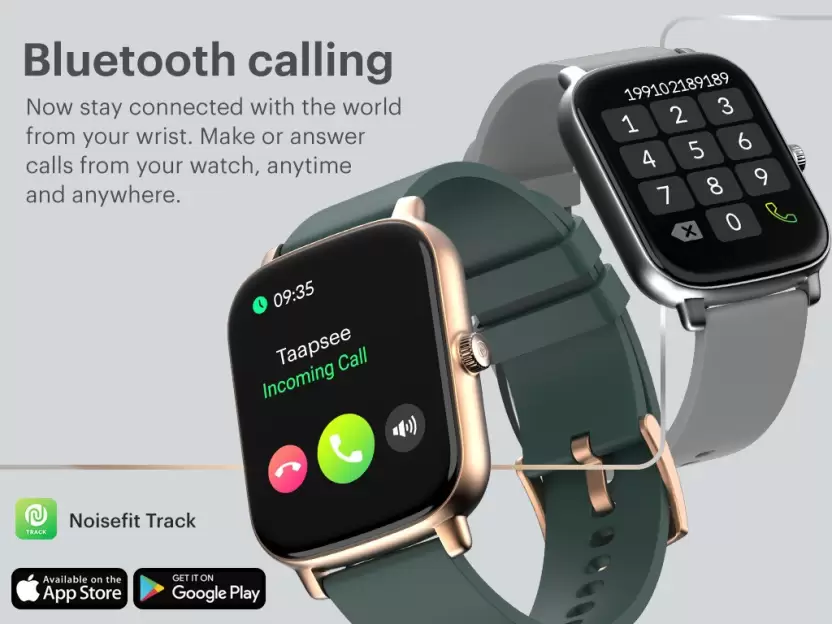 Bluetooth calling
Now stay connected with the world
from your wrist. Make or answer
calls from your watch, anytime
and anywhere.
199102189189
1 2 3
4 5 6
7 8 9
0
09:35
Taapsee
Incoming Call
TRACK
Noisefit Track
Available on the
App Store
GET IT ON
Google Play